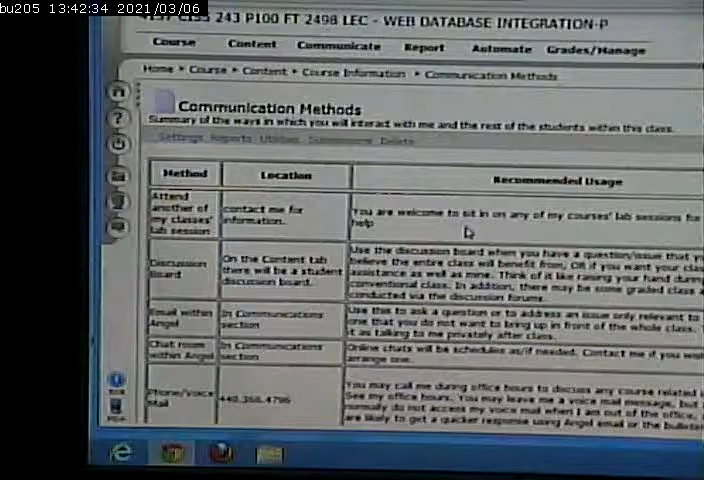 bu205 13:42:34 2021/03/06
CISS 243 P100 FT 2498 LEC - WEB DATABASE INTEGRATION-P
Course Content Communicate Report Automate Grades/Manage
Home Course Content Course Information Communication Methods
Communication Methods
Summary of the ways in which you will interact with me and the rest of the students within this class.
Settings Reports Utilities Delete
Method Location Recommended Usage
Attend another of my classes' lab session
contact me for information.
You are welcome to sit in on any of my courses' lab sessions for
help
Discussion Board
On the Content tab there will be a student discussion board.
Use the discussion board when you have a question/issue that
believe the entire class will benefit from, OR if you want your
assistance as well as mine. Think of it like raising your hand during
conventional class. In addition, there may be some graded class
conducted via the discussion forums.
Email within Angel
In Communications section
Use this to ask a question or to address an issue only relevant to
one that you do not want to bring up in front of the whole class.
it as talking to me privately after class.
Chat room within Angel
In Communications section
Online chats will be schedules as/if needed. Contact me if you
arrange one.
Phone/Voice Mail
440.366.4796
You may call me during office hours to discuss any course related
See my office hours. You may leave me a voice mail message, but
normally do not access my voice mail when I am out of the office.
are likely to get a quicker response using Angel email or the